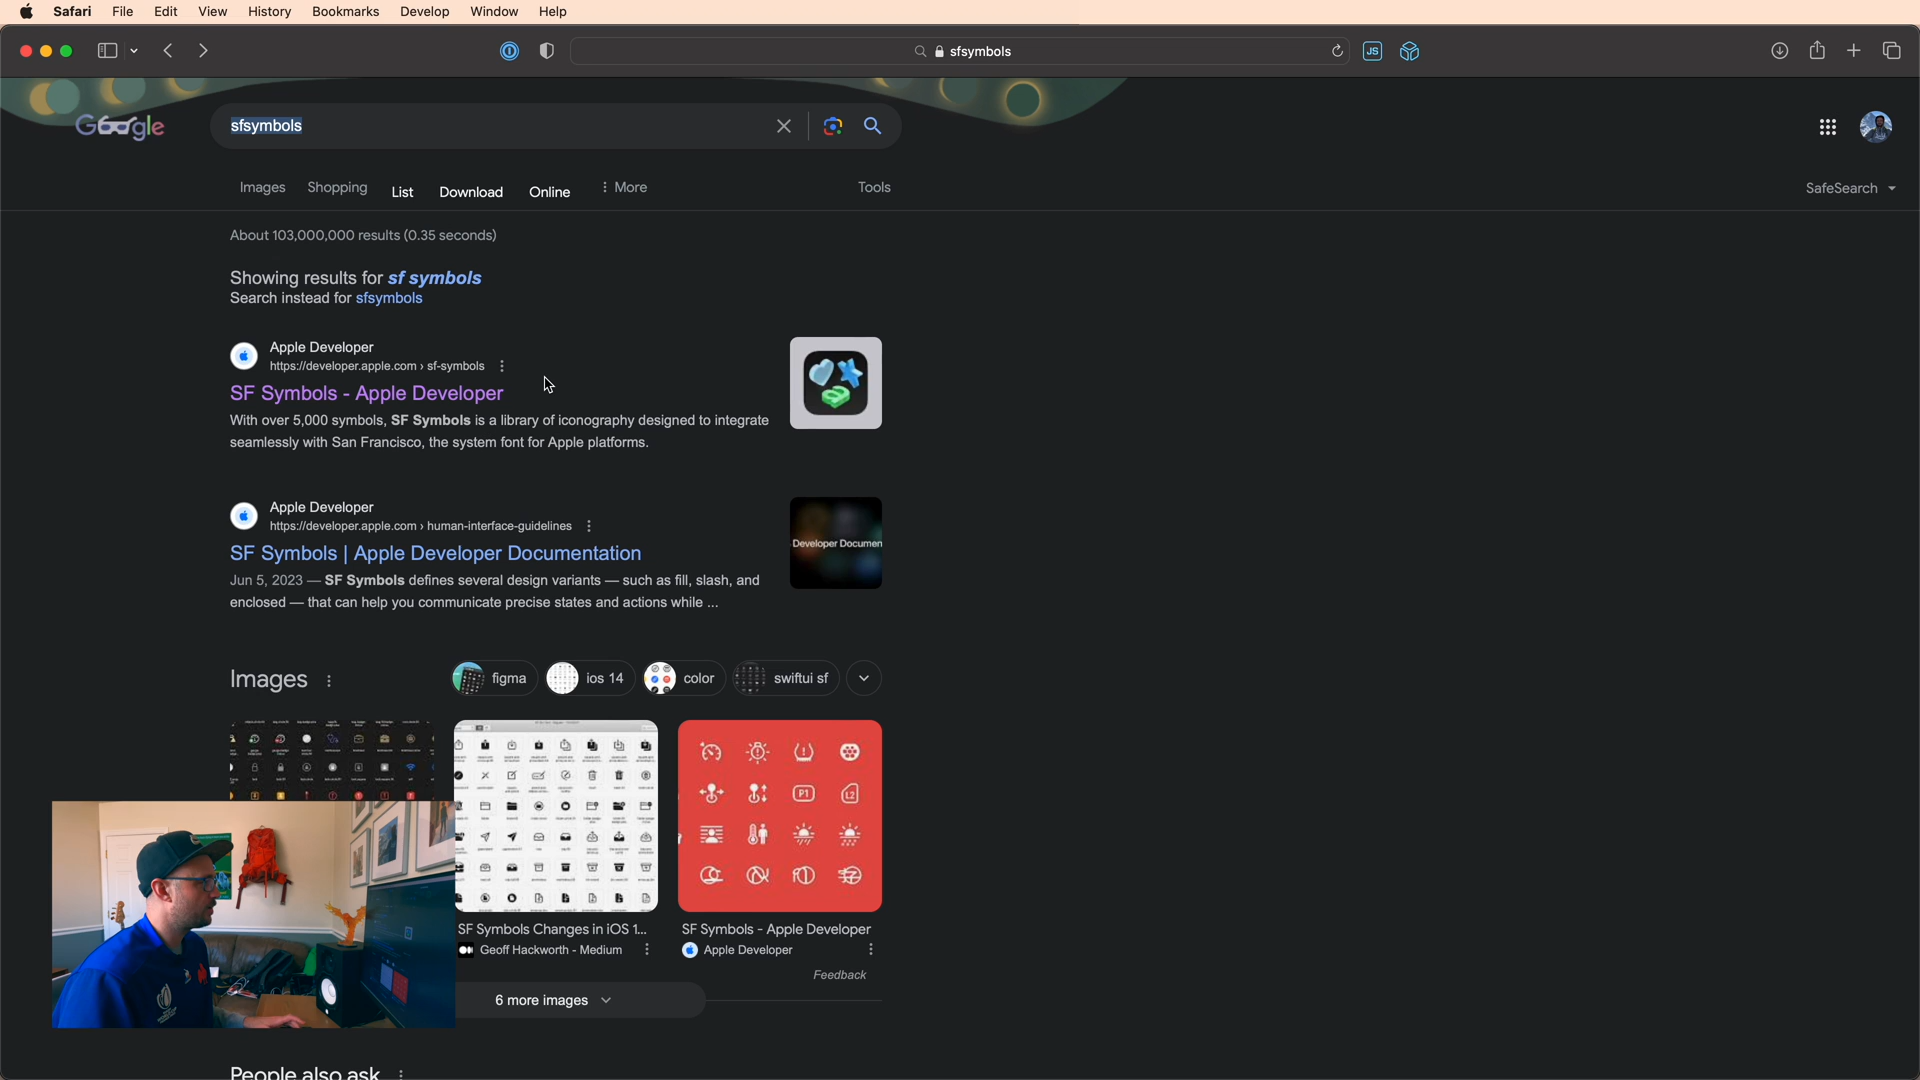 Safari File Edit View History Bookmarks Develop Window Help
sfsymbols
JS
Google
sfsymbols
Images Shopping List Download Online More Tools SafeSearch
About 103,000,000 results (0.35 seconds)
Showing results for sf symbols
Search instead for sfsymbols
Apple Developer
https://developer.apple.com › sf-symbols
SF Symbols - Apple Developer
With over 5,000 symbols, SF Symbols is a library of iconography designed to integrate
seamlessly with San Francisco, the system font for Apple platforms.
Apple Developer
https://developer.apple.com › human-interface-guidelines
SF Symbols | Apple Developer Documentation
Jun 5, 2023 — SF Symbols defines several design variants — such as fill, slash, and
enclosed — that can help you communicate precise states and actions while ...
Developer Documen
Images figma ios 14 color swiftui sf
P1 L2
SF Symbols Changes in iOS 1...
Geoff Hackworth - Medium
SF Symbols - Apple Developer
Apple Developer
Feedback
6 more images
People also ask